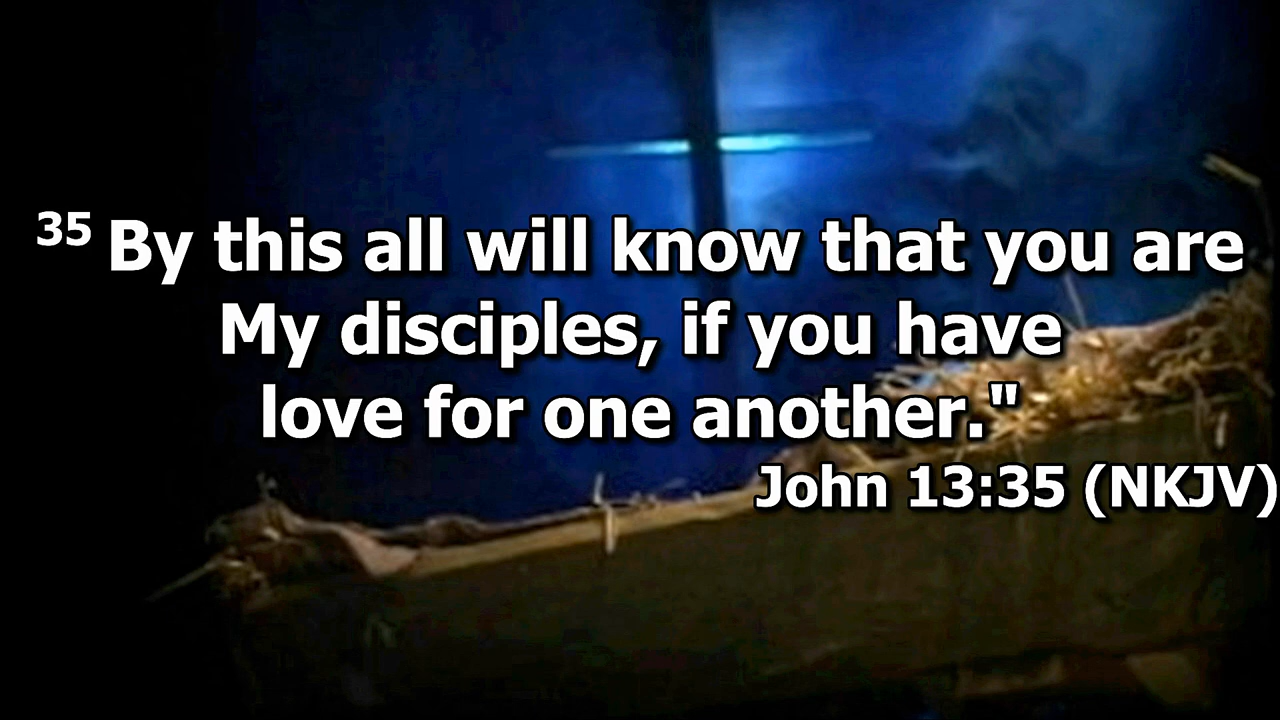 35 By this all will know that you are
My disciples, if you have
love for one another."
John 13:35 (NKJV)